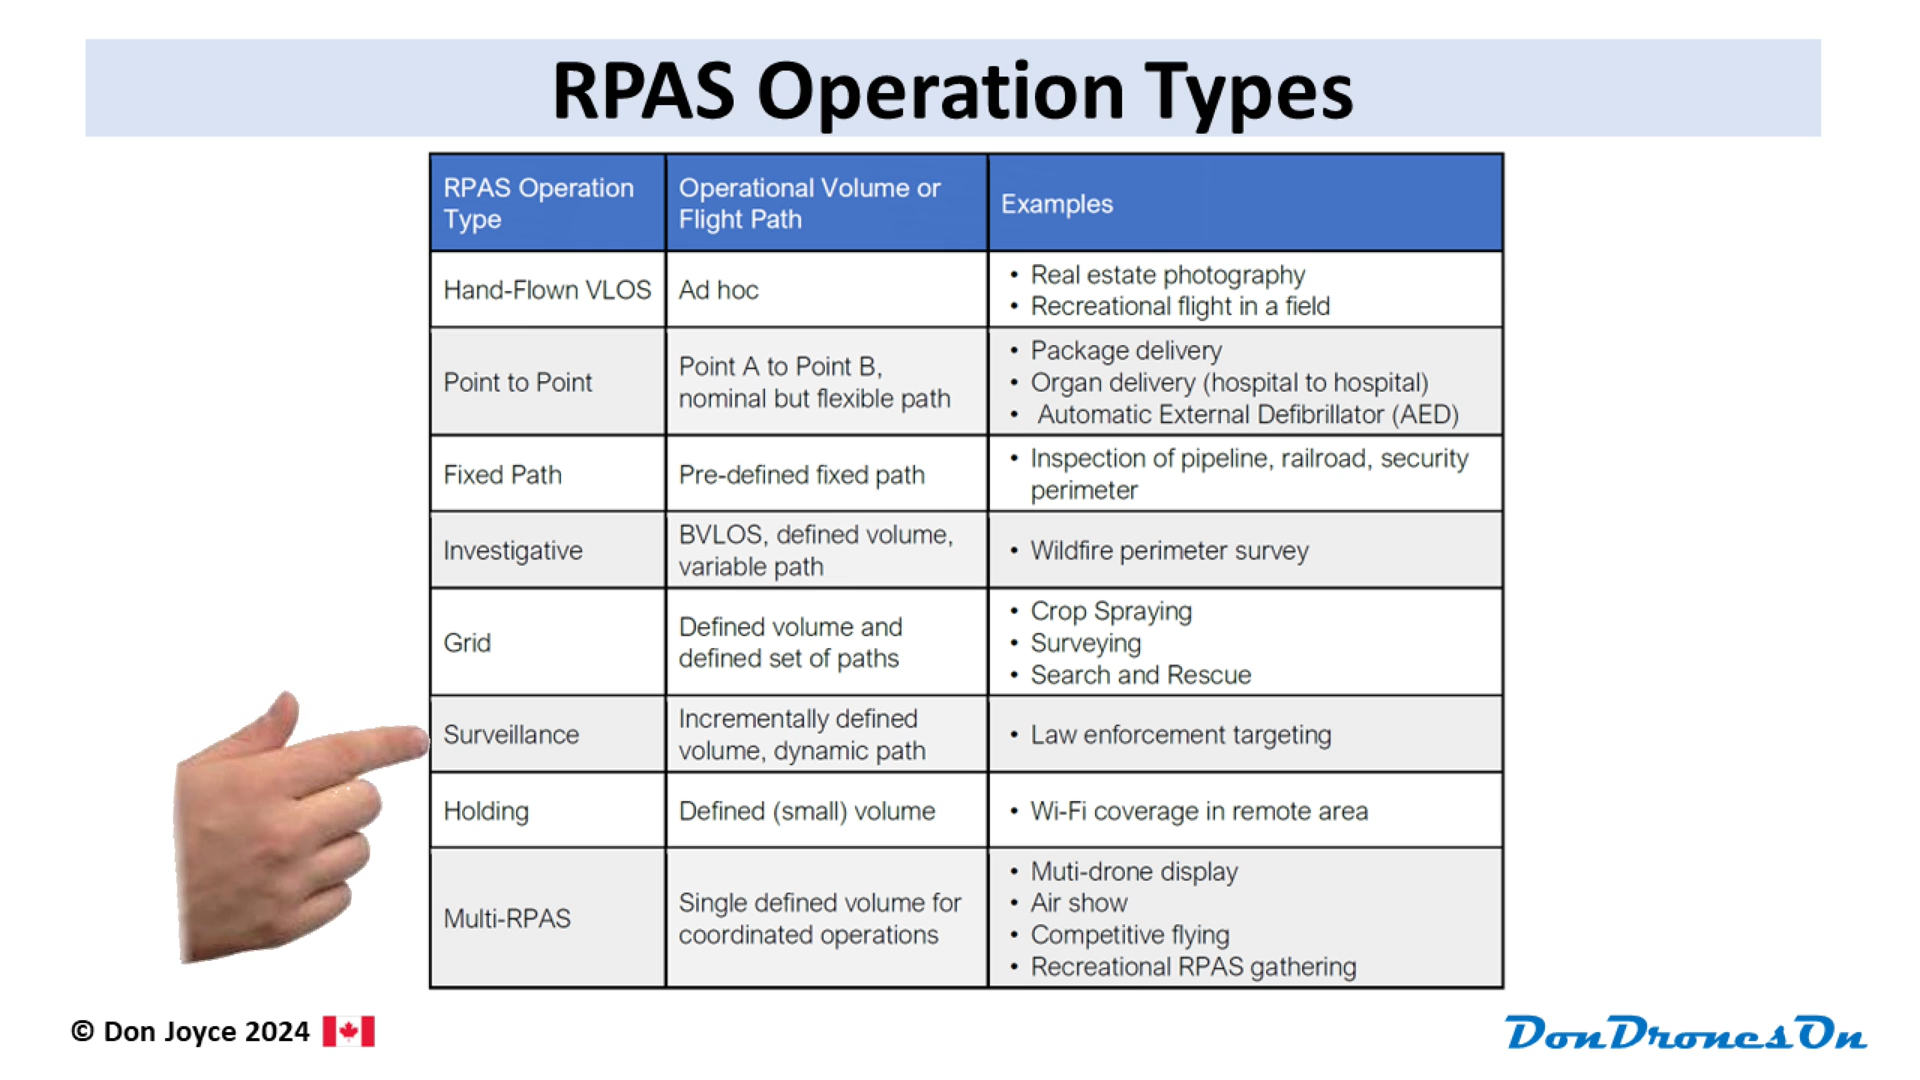 RPAS Operation Types
RPAS Operation
Type
Operational Volume or
Flight Path
Examples
Hand-Flown VLOS
Ad hoc
• Real estate photography
• Recreational flight in a field
Point to Point
Point A to Point B,
nominal but flexible path
• Package delivery
• Organ delivery (hospital to hospital)
• Automatic External Defibrillator (AED)
Fixed Path
Pre-defined fixed path
• Inspection of pipeline, railroad, security
perimeter
Investigative
BVLOS, defined volume,
variable path
• Wildfire perimeter survey
Grid
Defined volume and
defined set of paths
• Crop Spraying
• Surveying
• Search and Rescue
Surveillance
Incrementally defined
volume, dynamic path
• Law enforcement targeting
Holding
Defined (small) volume
• Wi-Fi coverage in remote area
Multi-RPAS
Single defined volume for
coordinated operations
• Muti-drone display
• Air show
• Competitive flying
• Recreational RPAS gathering
© Don Joyce 2024
DonDronesOn